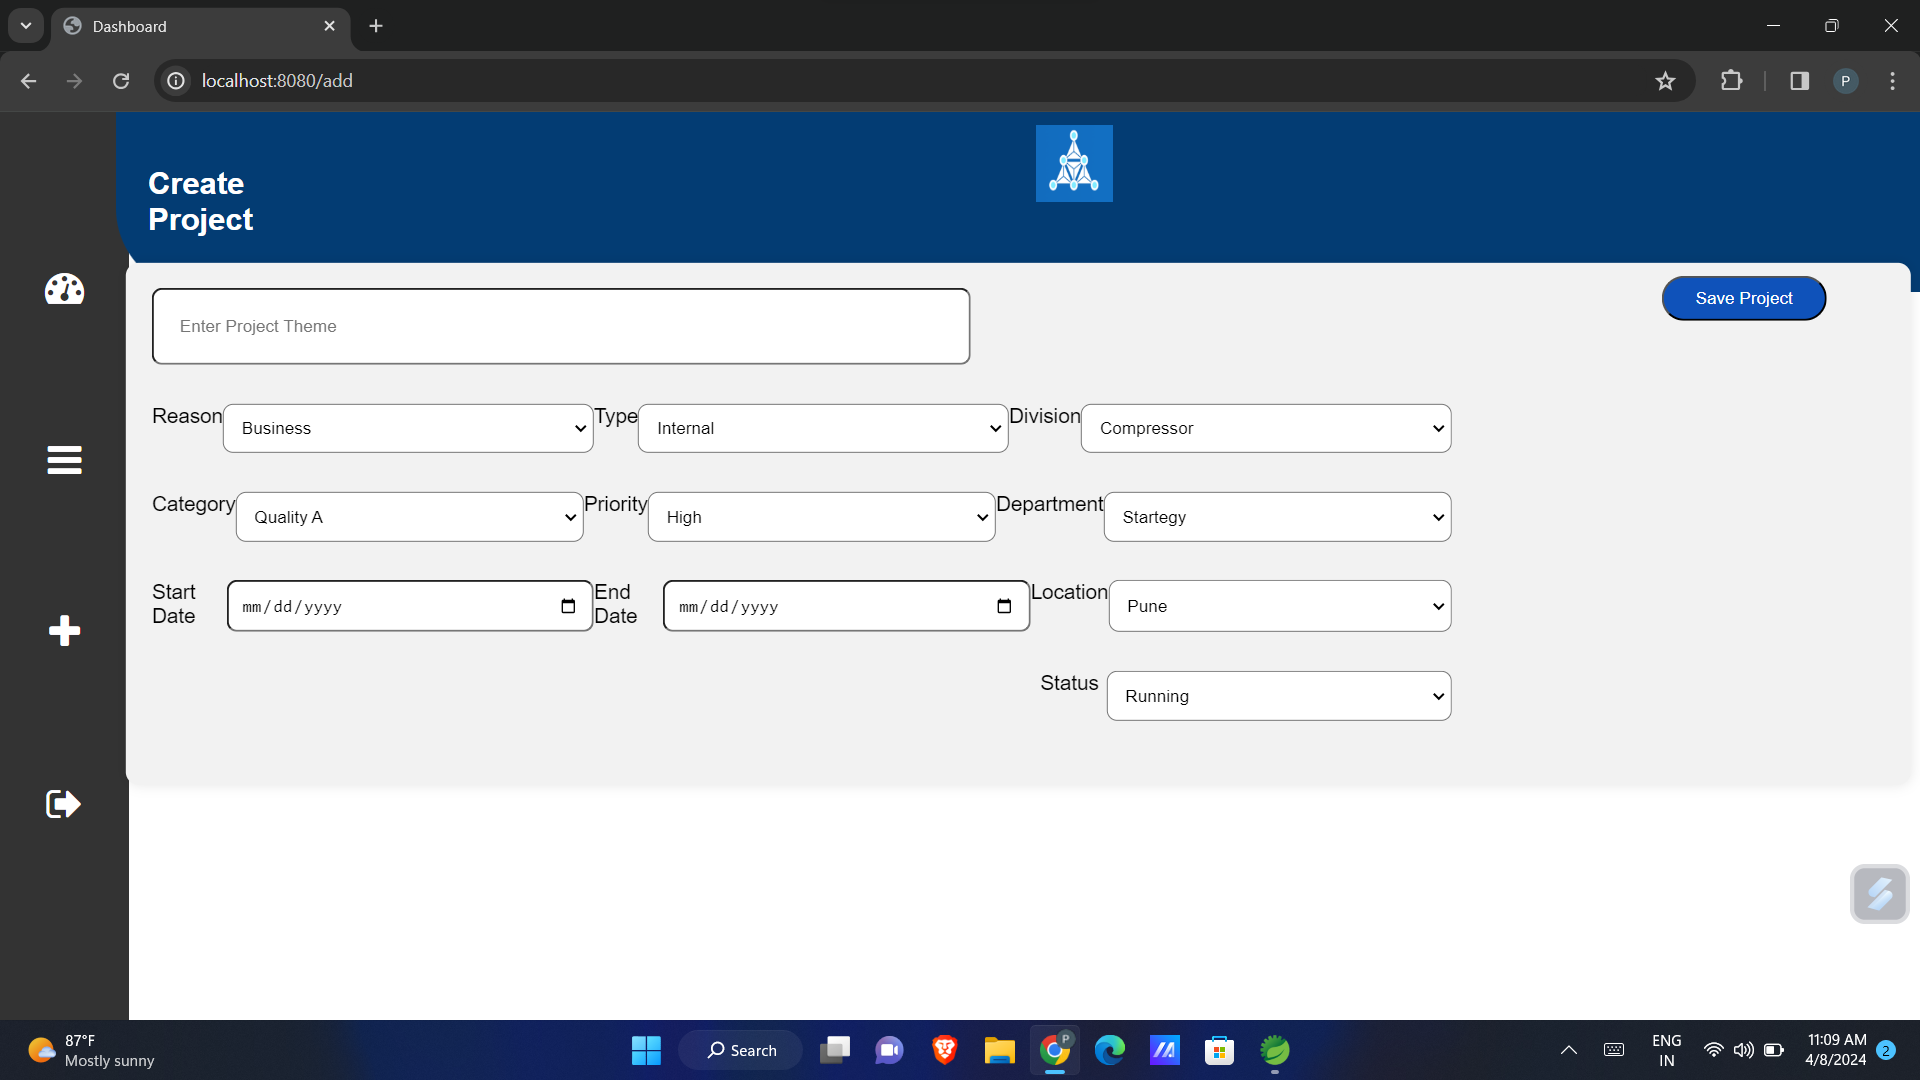 Dashboard
localhost:8080/add
P
Create
Project
Save Project
Enter Project Theme
Reason Business Type Internal Division Compressor
Category Quality A Priority High Department Startegy
Start
Date mm/dd/yyyy End
Date mm/dd/yyyy Location Pune
Status Running
87°F
Mostly sunny
Search
P
ENG
IN
11:09 AM
4/8/2024
2